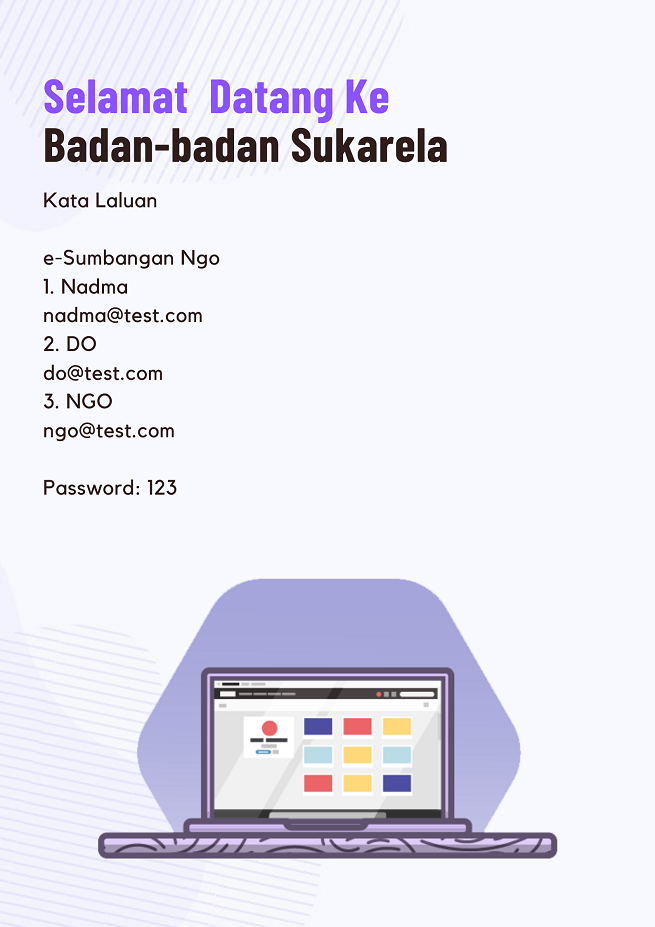 Selamat Datang Ke
Badan-badan Sukarela
Kata Laluan
e-Sumbangan Ngo
1. Nadma
nadma@test.com
2. DO
do@test.com
3. NGO
ngo@test.com
Password: 123